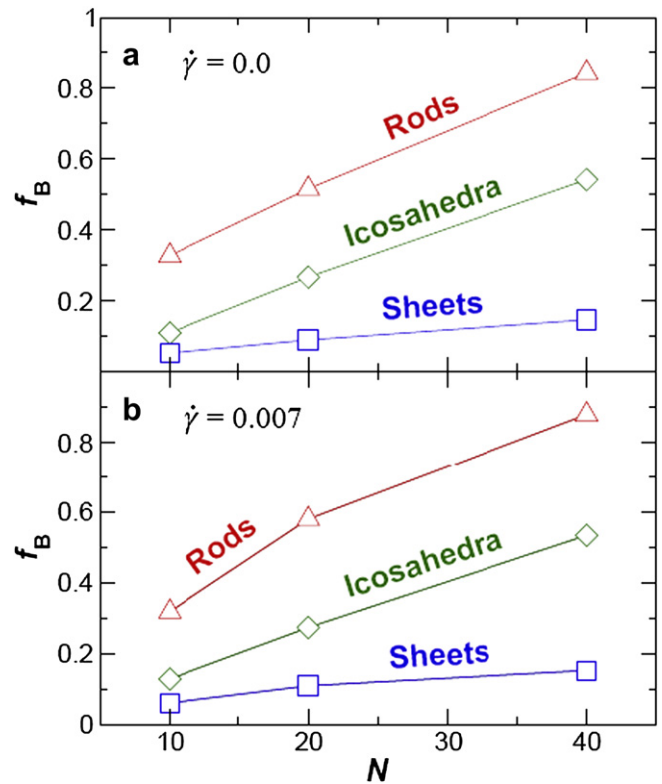 1
a
γ̇ = 0.0
0.8
Rods
0.6
f_B
Icosahedra
0.4
Sheets
0.2
b
γ̇ = 0.007
0.8
0.6
Rods
f_B
Icosahedra
0.4
0.2
Sheets
0
10 20 30 40
N